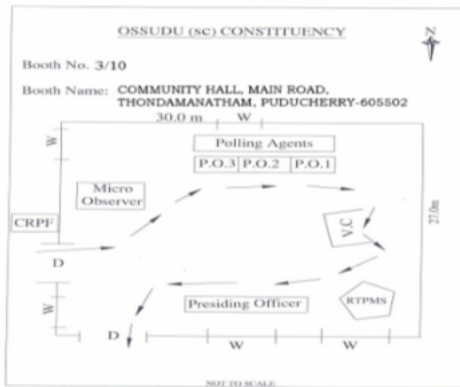 OSSUDU (SC) CONSTITUENCY
N
Booth No. 3/10
Booth Name: COMMUNITY HALL, MAIN ROAD,
THONDAMANATHAM, PUDUCHERRY-605502
30.0 m W
W
Polling Agents
P.O.3 P.O.2 P.O.1
Micro
Observer
CRPF
V.C
27.0m
D
W
Presiding Officer
RTPMS
D
W
W
NOT TO SCALE